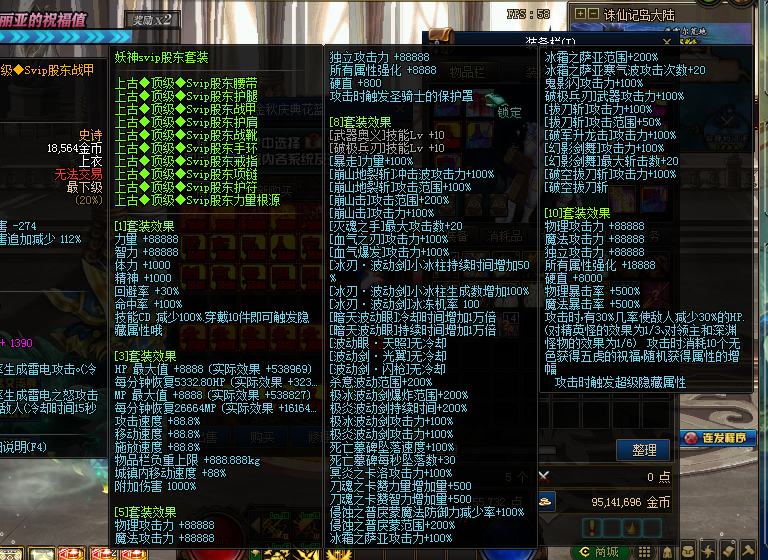 丽亚的祝福值
奖励 x2
FPS : 58
诛仙记岛大陆
装备栏(T)
级◆Svip股东战甲
史诗
18,564金币
上衣
无法交易
最下级
(20%)
害 -274
害追加减少 112%
+ 1390
区生成雷电攻击◦(冷
区生成雷电之怒攻击
敌人(冷却时间15秒
说明(F4)
妖神svip股东套装
上古◆顶级◆Svip股东腰带
上古◆顶级◆Svip股东护腿
上古◆顶级◆Svip股东战甲
上古◆顶级◆Svip股东护肩
上古◆顶级◆Svip股东战靴
上古◆顶级◆Svip股东手环
上古◆顶级◆Svip股东戒指
上古◆顶级◆Svip股东项链
上古◆顶级◆Svip股东护符
上古◆顶级◆Svip股东力量根源
[1]套装效果
力量 +88888
智力 +88888
体力 +1000
精神 +1000
回避率 +30%
命中率 +100%
技能CD 减少100%穿戴10件即可触发隐
藏属性哦
[3]套装效果
HP 最大值 +8888 (实际效果 +538969)
每分钟恢复5332.80HP (实际效果 +323...
MP 最大值 +8888 (实际效果 +538827)
每分钟恢复26664MP (实际效果 +16164...
攻击速度 +88.8%
移动速度 +88.8%
施放速度 +88.8%
物品栏负重上限 +888.888kg
城镇内移动速度 +88%
附加伤害 1000%
[5]套装效果
物理攻击力 +88888
魔法攻击力 +88888
独立攻击力 +88888
所有属性强化 +8888
硬直 +800
攻击时触发圣骑士的保护罩
锁定
[8]套装效果
[武器奥义]技能Lv +10
[破极兵刃]技能Lv +10
[暴走]力量+100%
[崩山地裂斩]冲击波攻击力+100%
[崩山地裂斩]攻击范围+100%
[崩山击]攻击范围+200%
[崩山击]攻击力+100%
[灭魂之手]最大攻击数+20
[血气之刃]攻击力+100%
[血气爆发]攻击力+100%
[冰刃·波动剑]小冰柱持续时间增加50
%
[冰刃·波动剑]小冰柱生成数增加100%
[冰刃·波动剑]冰冻机率 100
[暗天波动眼]冷却时间增加1万倍
[暗天波动眼]持续时间增加1万倍
[波动眼·天照]无冷却
[波动剑·光翼]无冷却
[波动剑·闪枪]无冷却
杀意波动范围+200%
极冰波动剑爆炸范围+200%
极炎波动剑持续时间+200%
极冰波动剑攻击力+100%
极炎波动剑攻击力+100%
死亡墓碑坠落速度+100%
死亡墓碑每秒坠落数+30
冥炎之卡洛攻击力+100%
刀魂之卡赞力量增加量+500
刀魂之卡赞智力增加量+500
侵蚀之普戾蒙魔法防御力减少率+100%
侵蚀之普戾蒙范围+200%
侵蚀之普戾蒙攻击力+100%
冰霜之萨亚范围+200%
冰霜之萨亚寒气波攻击次数+20
鬼影闪攻击力+100%
破极兵刃]武器攻击力+100%
[拔刀斩]攻击力+100%
[拔刀斩]攻击范围+50%
[破军升龙击]攻击力+100%
[幻影剑舞]攻击力+100%
[幻影剑舞]最大斩击数+20
[破空拔刀斩]攻击力+100%
[破空拔刀斩
[10]套装效果
物理攻击力 +88888
魔法攻击力 +88888
独立攻击力 +88888
所有属性强化 +18888
硬直 +8000
物理暴击率 +500%
魔法暴击率 +500%
攻击时,有30%几率使敌人减少30%的HP.
(对精英怪的效果为1/3,对领主和深渊
怪物的效果为1/6) 攻击时消耗10个无
色获得五虎的祝福,随机获得属性的增
幅
攻击时触发超级隐藏属性
整理
连发程序
0 点
95,141,696 金币
商城